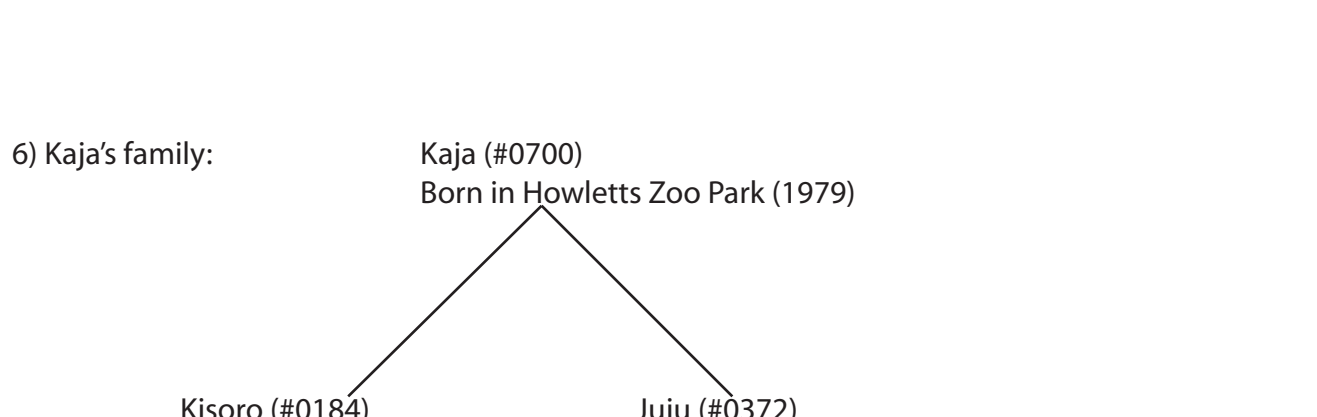 6) Kaja’s family:
Kaja (#0700)
Born in Howletts Zoo Park (1979)
Kisoro (#0184)
Juju (#0372)